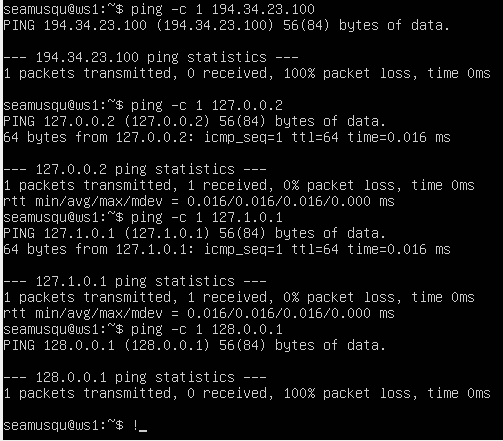 seamusqu@ws1:~$ ping -c 1 194.34.23.100
PING 194.34.23.100 (194.34.23.100) 56(84) bytes of data.

--- 194.34.23.100 ping statistics ---
1 packets transmitted, 0 received, 100% packet loss, time 0ms

seamusqu@ws1:~$ ping -c 1 127.0.0.2
PING 127.0.0.2 (127.0.0.2) 56(84) bytes of data.
64 bytes from 127.0.0.2: icmp_seq=1 ttl=64 time=0.016 ms

--- 127.0.0.2 ping statistics ---
1 packets transmitted, 1 received, 0% packet loss, time 0ms
rtt min/avg/max/mdev = 0.016/0.016/0.016/0.000 ms
seamusqu@ws1:~$ ping -c 1 127.1.0.1
PING 127.1.0.1 (127.1.0.1) 56(84) bytes of data.
64 bytes from 127.1.0.1: icmp_seq=1 ttl=64 time=0.016 ms

--- 127.1.0.1 ping statistics ---
1 packets transmitted, 1 received, 0% packet loss, time 0ms
rtt min/avg/max/mdev = 0.016/0.016/0.016/0.000 ms
seamusqu@ws1:~$ ping -c 1 128.0.0.1
PING 128.0.0.1 (128.0.0.1) 56(84) bytes of data.

--- 128.0.0.1 ping statistics ---
1 packets transmitted, 0 received, 100% packet loss, time 0ms

seamusqu@ws1:~$ !_